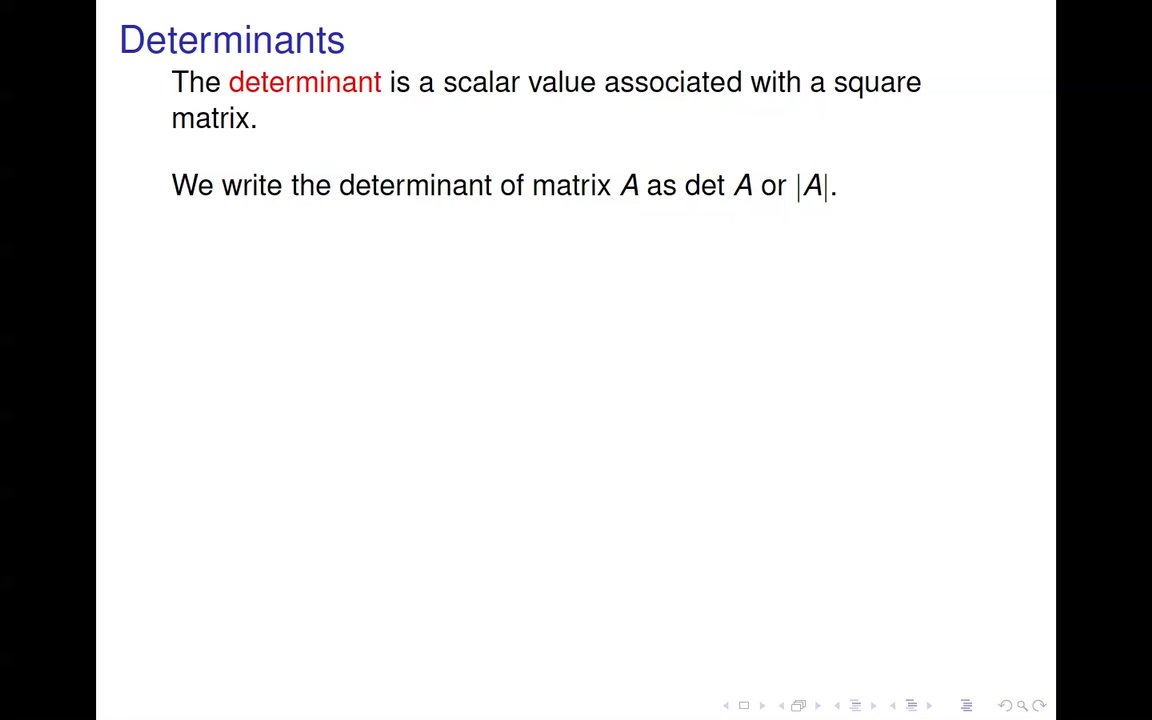 Determinants
The determinant is a scalar value associated with a square
matrix.
We write the determinant of matrix A as det A or |A|.